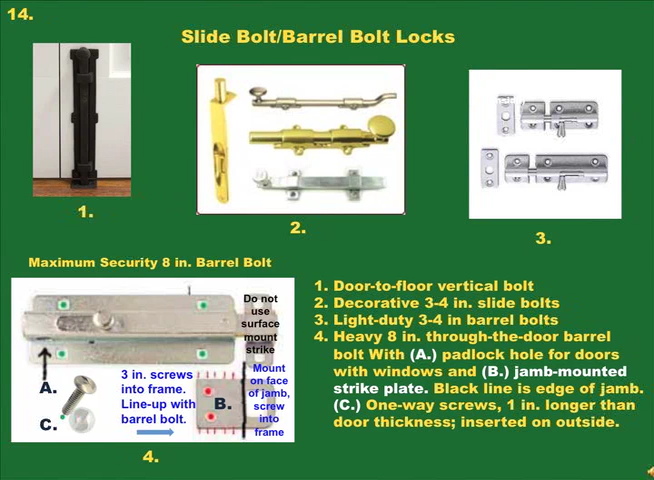 14.
Slide Bolt/Barrel Bolt Locks
1.
2.
3.
Maximum Security 8 in. Barrel Bolt
Do not
use
surface
mount
strike
A.
3 in. screws
into frame.
Line-up with
barrel bolt.
B.
Mount
on face
of jamb,
screw
into
frame
C.
4.
1. Door-to-floor vertical bolt
2. Decorative 3-4 in. slide bolts
3. Light-duty 3-4 in barrel bolts
4. Heavy 8 in. through-the-door barrel
bolt With (A.) padlock hole for doors
with windows and (B.) jamb-mounted
strike plate. Black line is edge of jamb.
(C.) One-way screws, 1 in. longer than
door thickness; inserted on outside.